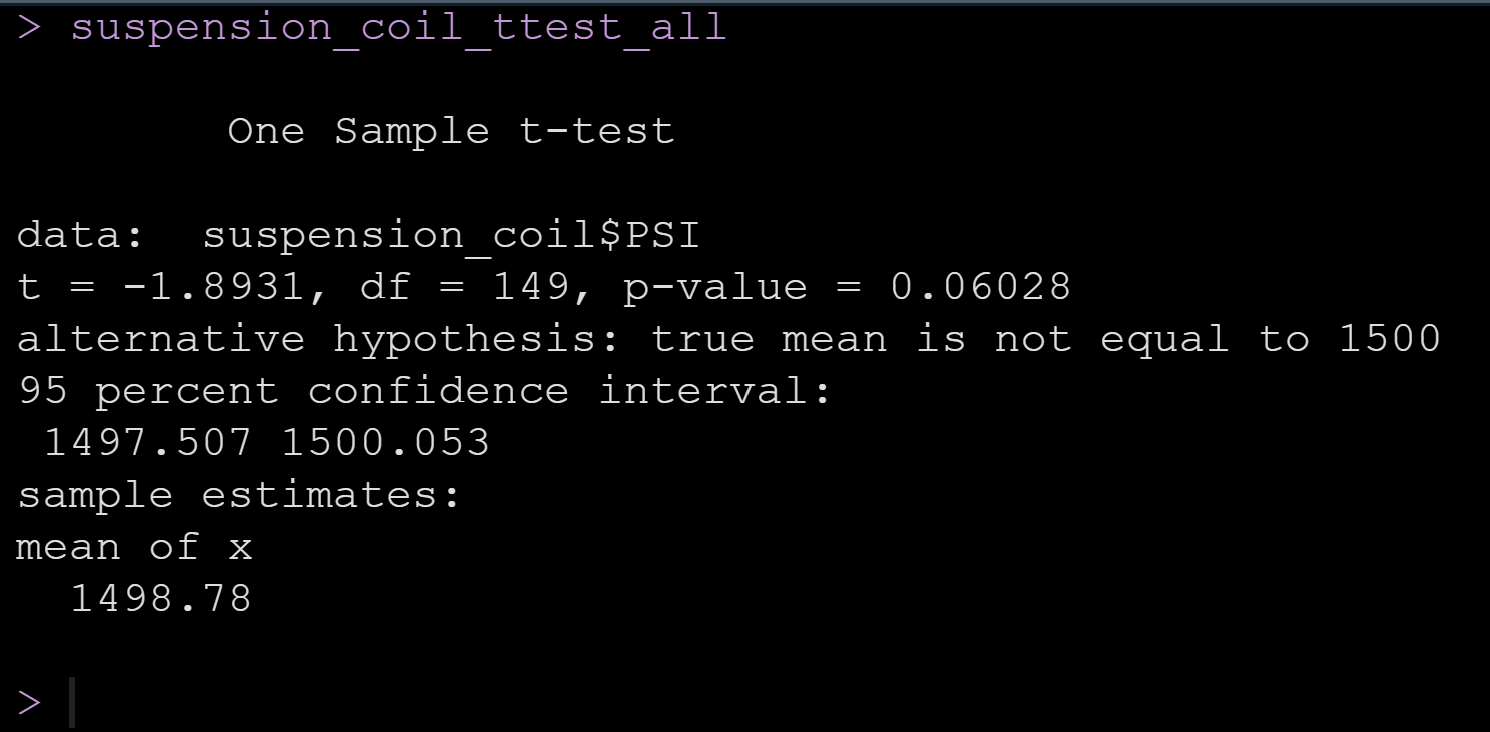 > suspension_coil_ttest_all
One Sample t-test
data:  suspension_coil$PSI
t = -1.8931, df = 149, p-value = 0.06028
alternative hypothesis: true mean is not equal to 1500
95 percent confidence interval:
 1497.507 1500.053
sample estimates:
mean of x
  1498.78
>